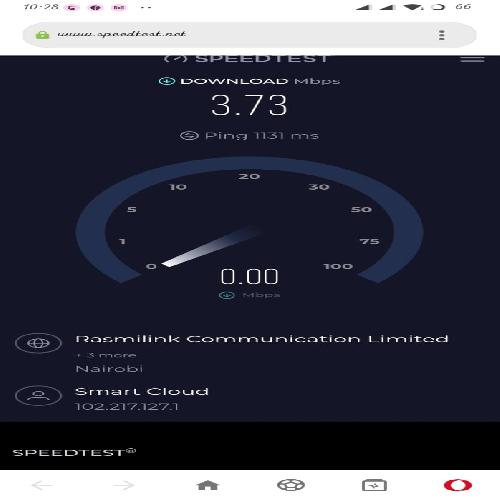 10:28
66
www.speedtest.net
SPEEDTEST
DOWNLOAD Mbps
3.73
Ping 1131 ms
20
10 30
5 50
1 75
0 100
0.00
Mbps
Rasmilink Communication Limited
+ 3 more
Nairobi
Smart Cloud
102.217.127.1
SPEEDTEST®